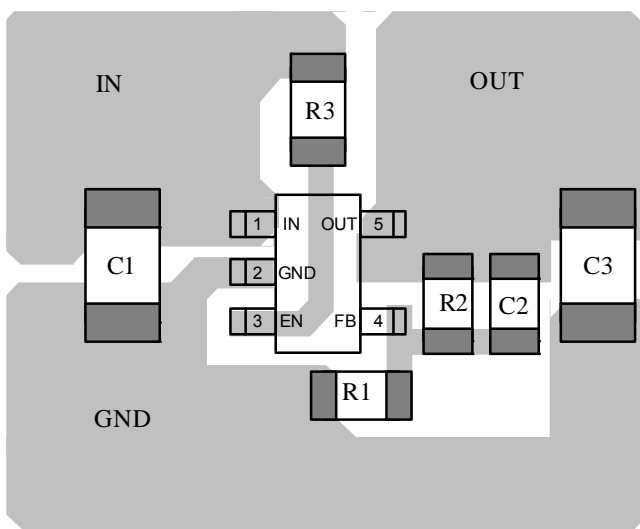 IN
OUT
R3
1 IN OUT 5
C1
2 GND
C3
R2
C2
3 EN FB 4
R1
GND